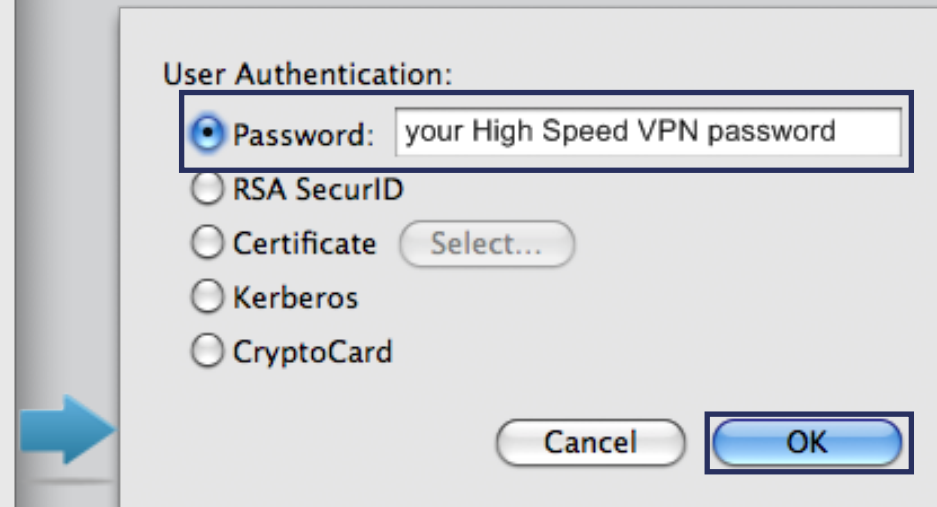 User Authentication:
Password: your High Speed VPN password
RSA SecurID
Certificate Select...
Kerberos
CryptoCard
Cancel OK